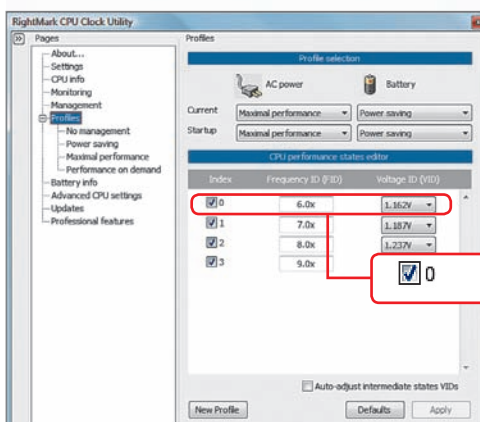 RightMark CPU Clock Utility
Pages
About...
Settings
CPU info
Monitoring
Management
Profiles
No management
Power saving
Maximal performance
Performance on demand
Battery info
Advanced CPU settings
Updates
Professional features
Profiles
Profile selection
AC power Battery
Current Maximal performance Power saving
Startup Maximal performance Power saving
CPU performance states editor
Index Frequency ID (FID) Voltage ID (VID)
0 6.0x 1.162V
1 7.0x 1.187V
2 8.0x 1.237V
3 9.0x
0
Auto-adjust intermediate states VIDs
New Profile Defaults Apply